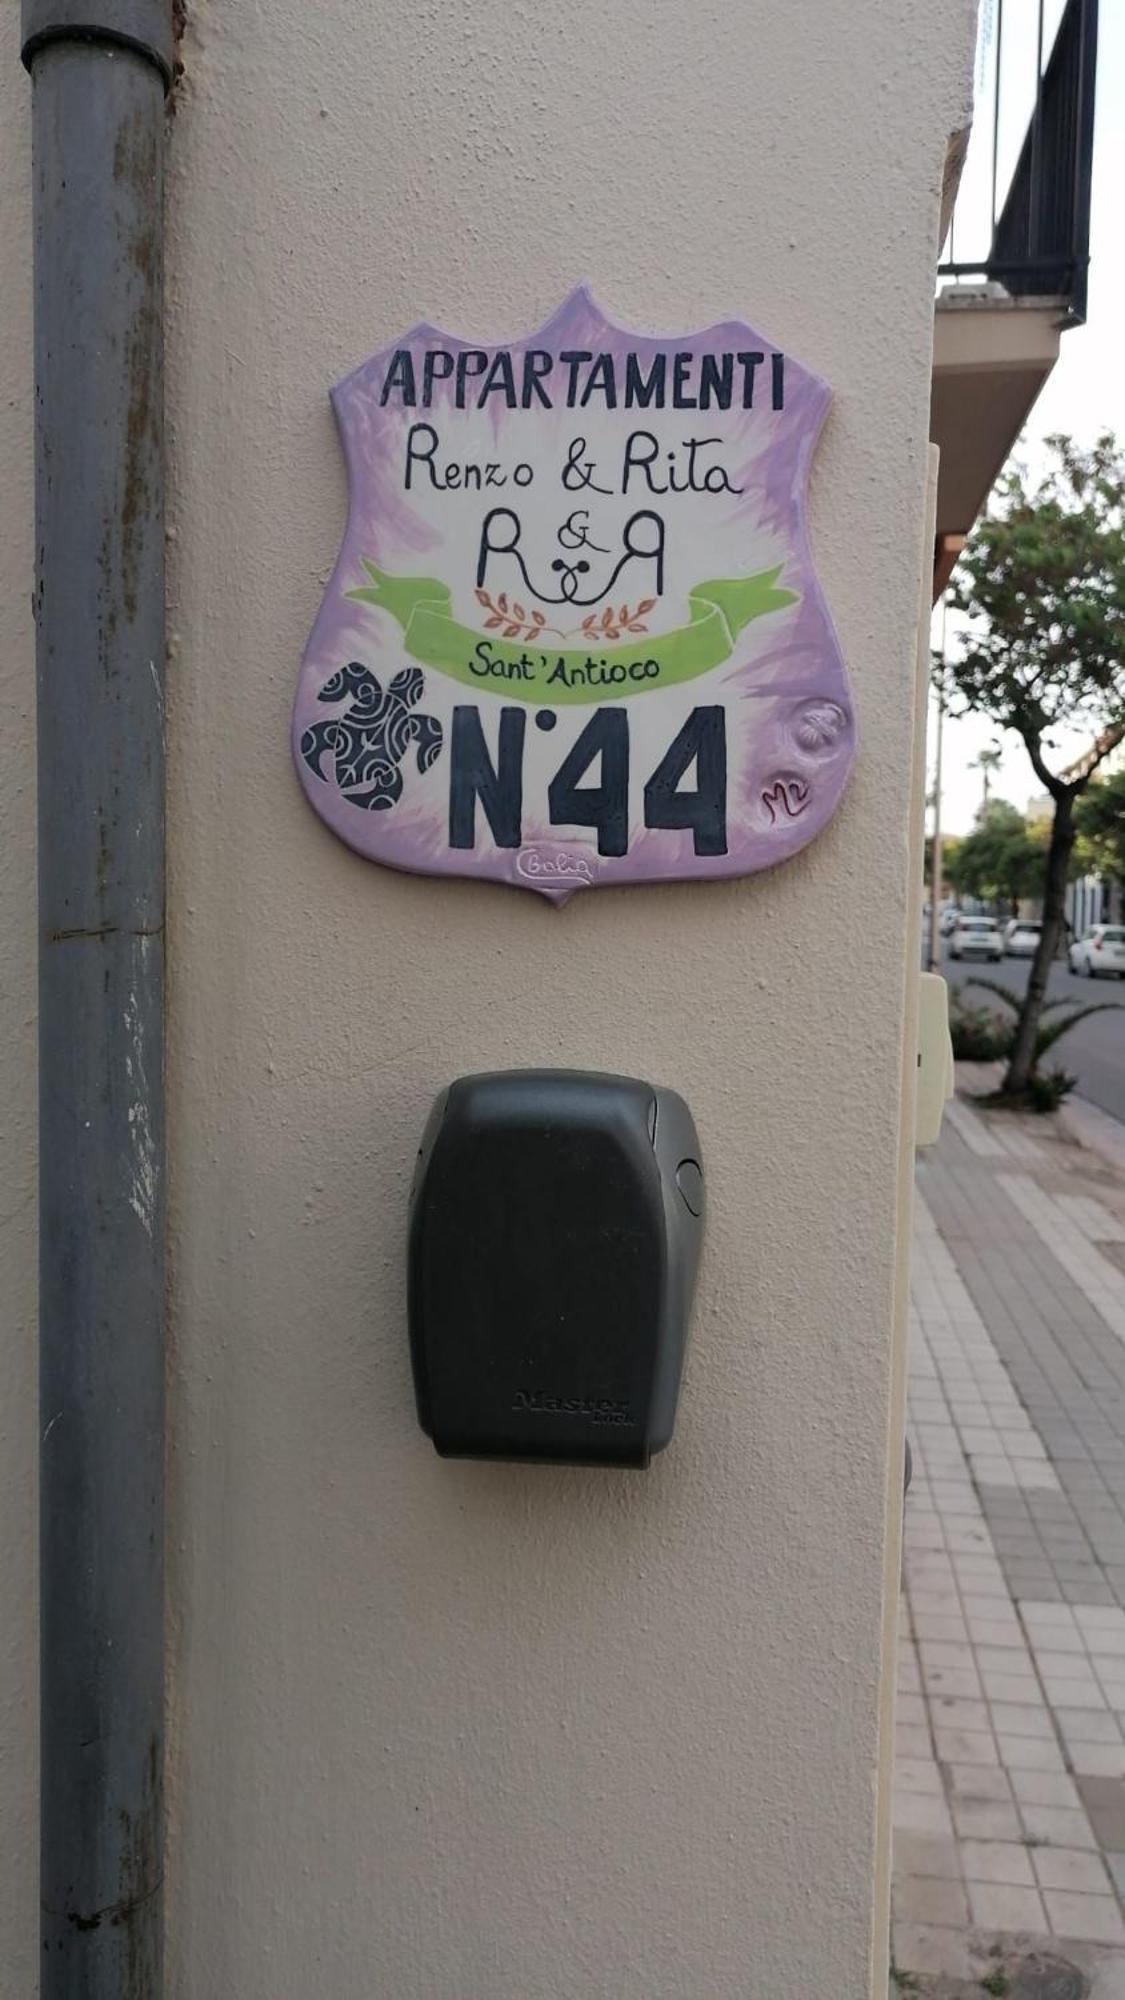 APPARTAMENTI
Renzo & Rita
R & R
Sant'Antioco
N°44
Master
Lock